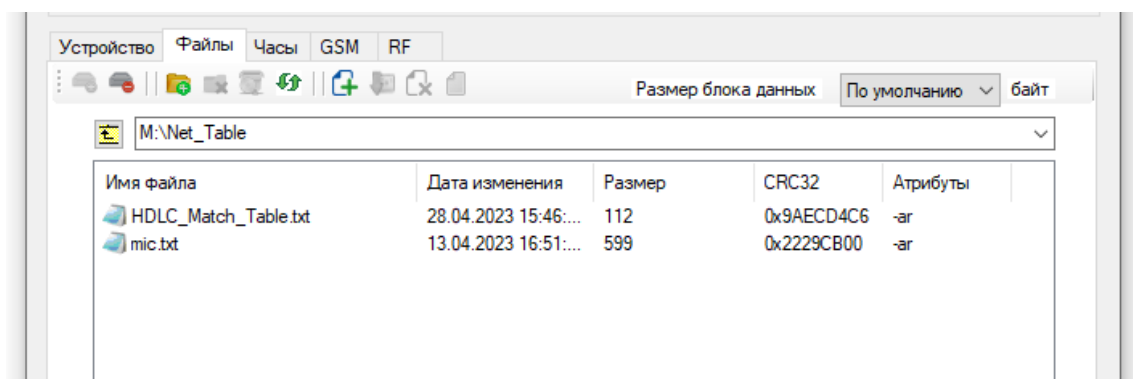 Устройство Файлы Часы GSM RF
Размер блока данных По умолчанию байт
M:\Net_Table
Имя файла Дата изменения Размер CRC32 Атрибуты
HDLC_Match_Table.txt 28.04.2023 15:46:... 112 0x9AECD4C6 -ar
mic.txt 13.04.2023 16:51:... 599 0x2229CB00 -ar